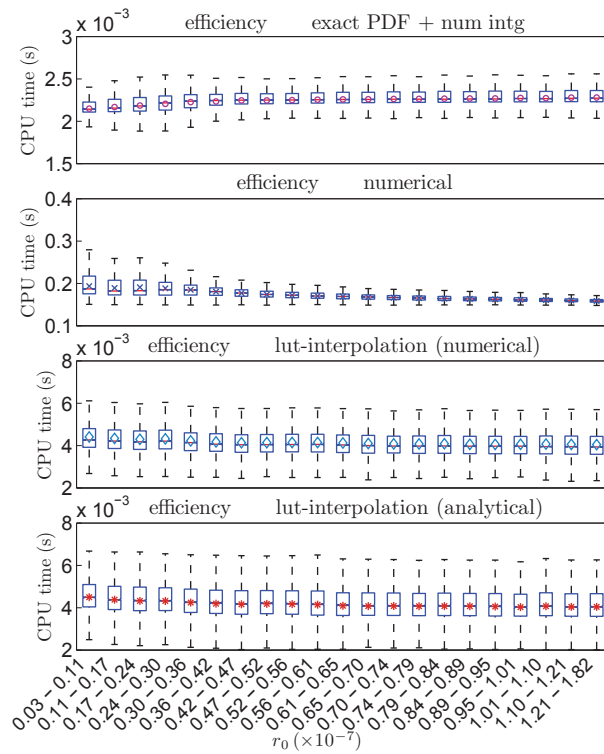 x 10⁻³ efficiency exact PDF + num intg
3
2.5
2
1.5
CPU time (s)
efficiency numerical
0.4
0.3
0.2
0.1
CPU time (s)
x 10⁻³ efficiency lut-interpolation (numerical)
8
6
4
2
CPU time (s)
x 10⁻³ efficiency lut-interpolation (analytical)
8
6
4
2
CPU time (s)
0.03 – 0.11
0.11 – 0.17
0.17 – 0.24
0.24 – 0.30
0.30 – 0.36
0.36 – 0.42
0.42 – 0.47
0.47 – 0.52
0.52 – 0.56
0.56 – 0.61
0.61 – 0.65
0.65 – 0.70
0.70 – 0.74
0.74 – 0.79
0.79 – 0.84
0.84 – 0.89
0.89 – 0.95
0.95 – 1.01
1.01 – 1.10
1.10 – 1.21
1.21 – 1.82
r₀ (×10⁻⁷)